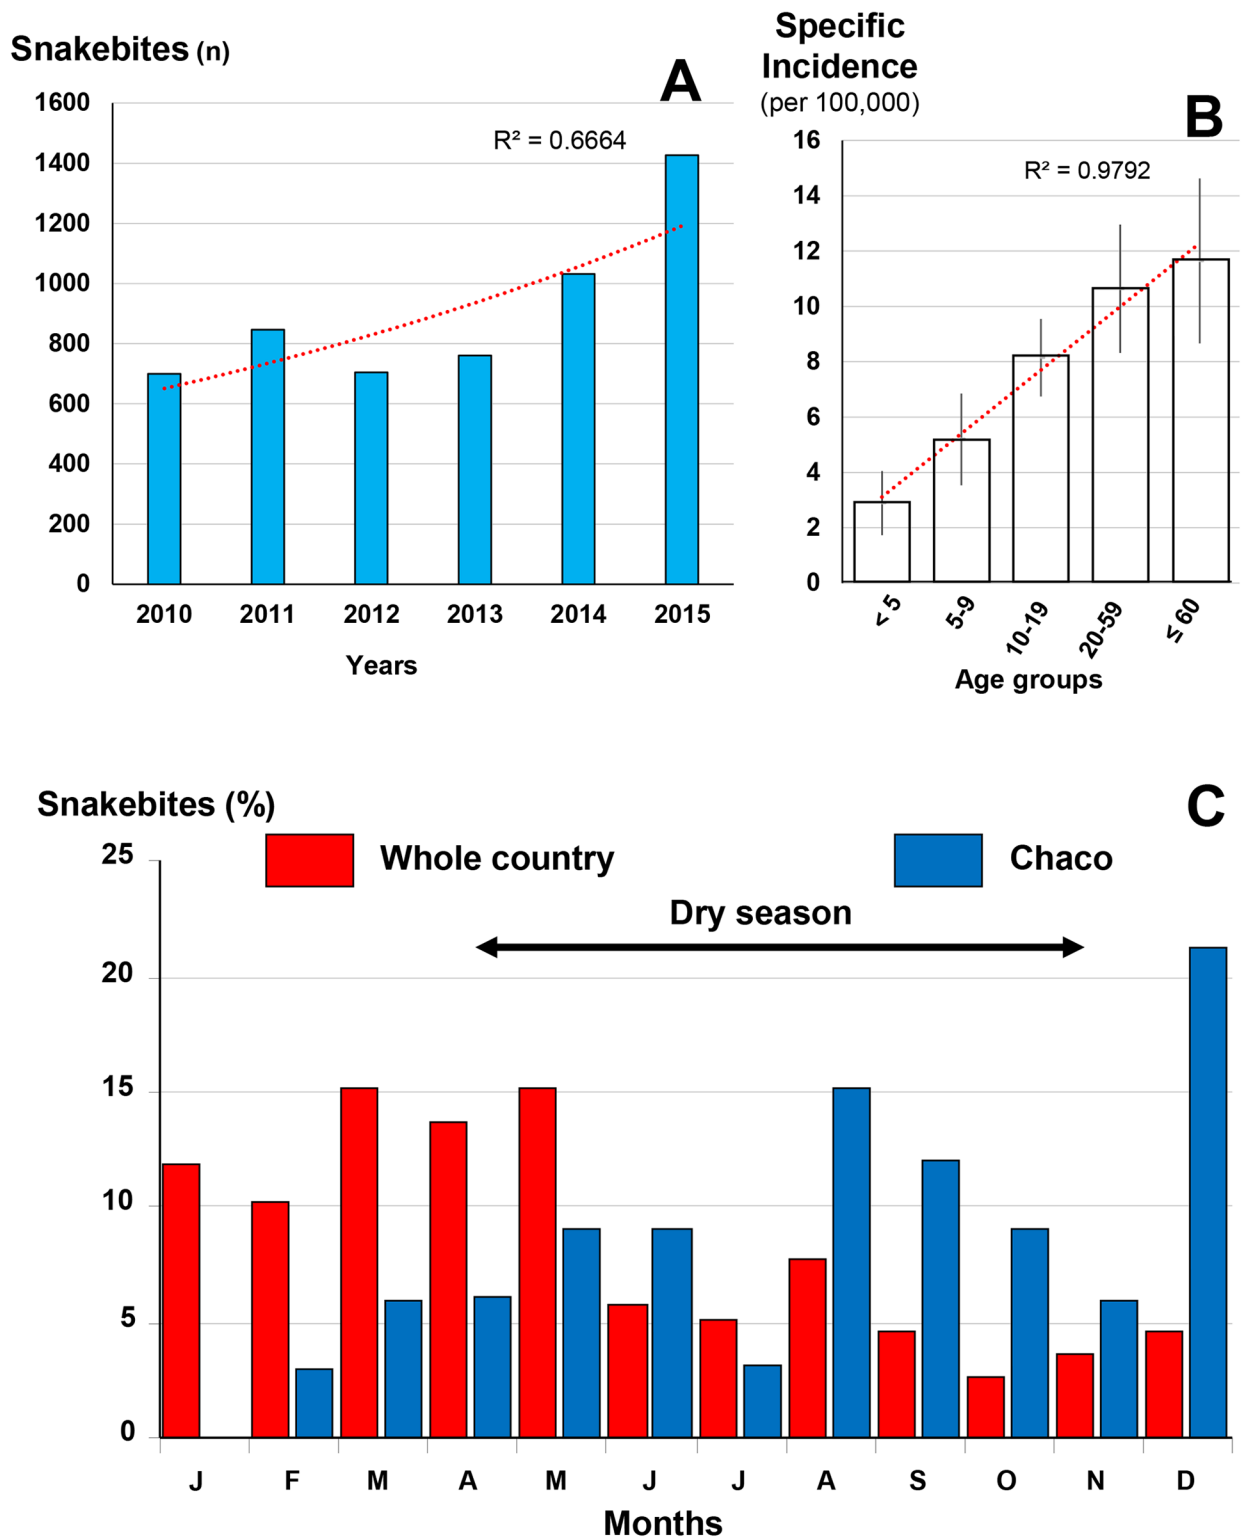 Snakebites (n)
A
1600
1400
1200
1000
800
600
400
200
0
R² = 0.6664
2010 2011 2012 2013 2014 2015
Years
Specific
Incidence
(per 100,000)
B
16
14
12
10
8
6
4
2
0
R² = 0.9792
< 5 5-9 10-19 20-59 ≤ 60
Age groups
Snakebites (%)
C
Whole country Chaco
Dry season
25
20
15
10
5
0
J F M A M J J A S O N D
Months